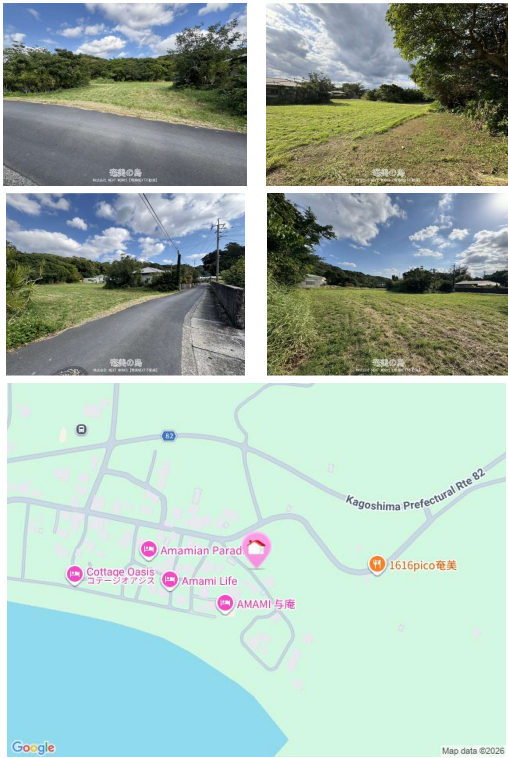 奄美の島
奄美の島
奄美の島
奄美の島
82
Kagoshima Prefectural Rte 82
Amamian Parad
Cottage Oasis
コテージオアシス
Amami Life
1616pico奄美
AMAMI 与庵
Google
Map data ©2026